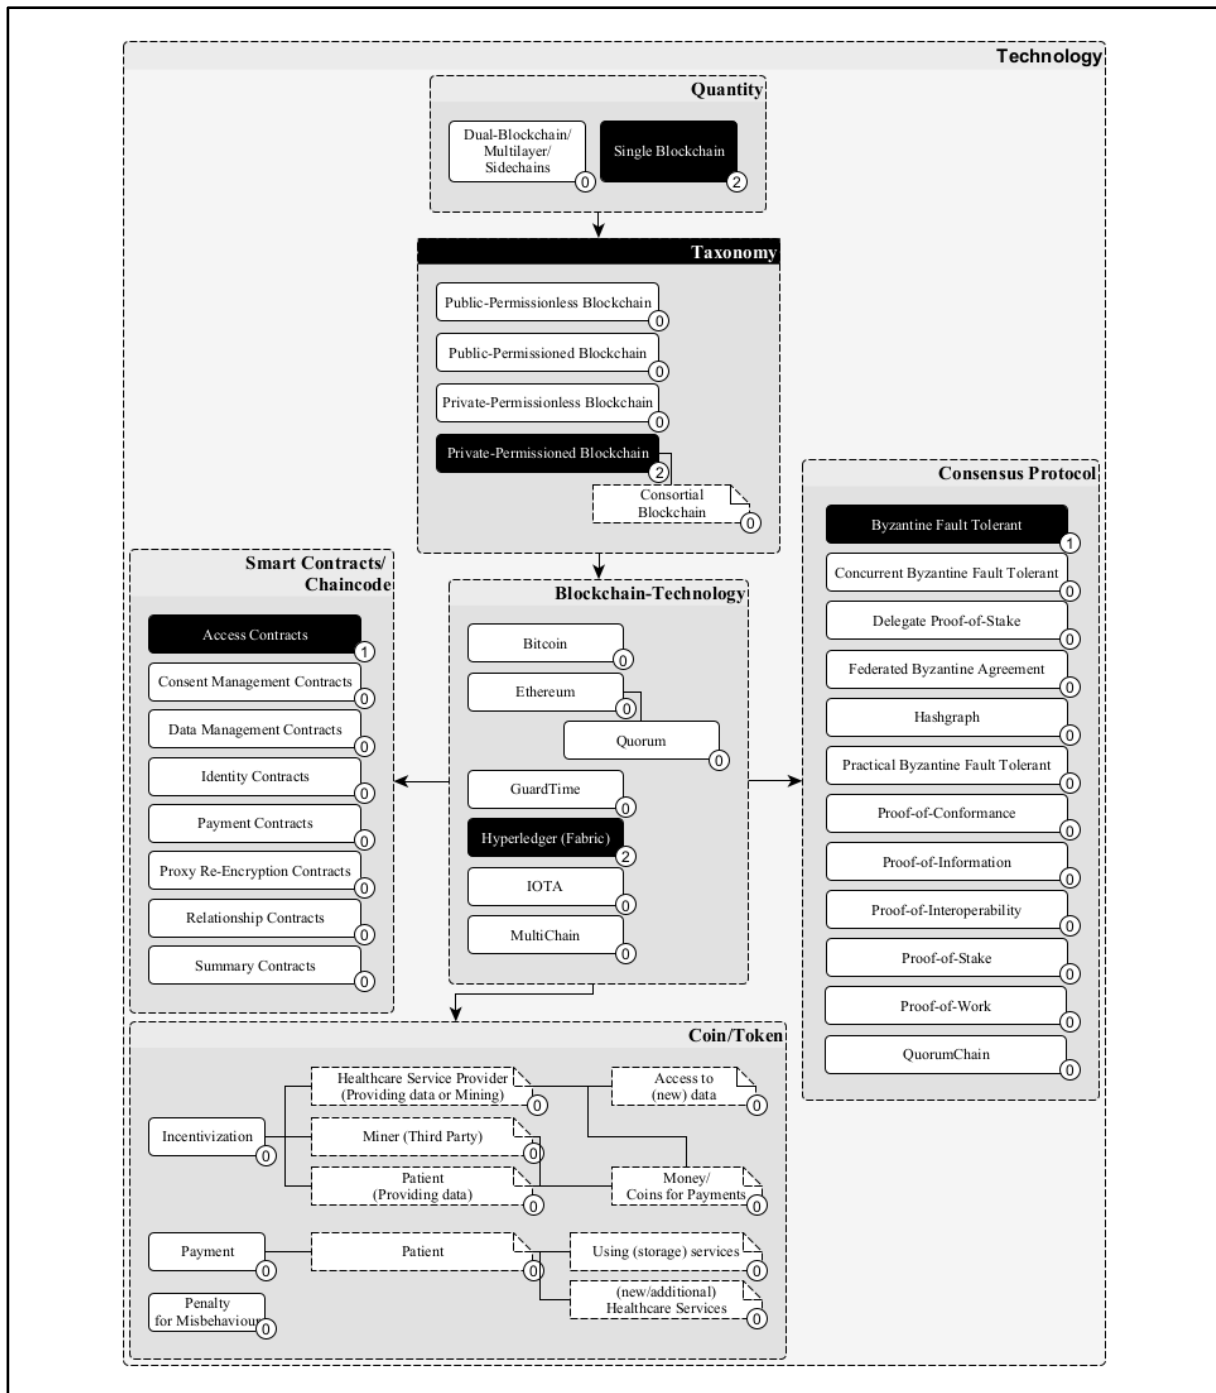 Technology
Quantity
Dual-Blockchain/
Multilayer/
Sidechains
0
Single Blockchain
2
Taxonomy
Public-Permissionless Blockchain
0
Public-Permissioned Blockchain
0
Private-Permissionless Blockchain
0
Private-Permissioned Blockchain
2
Consortial
Blockchain
0
Smart Contracts/
Chaincode
Access Contracts
1
Consent Management Contracts
0
Data Management Contracts
0
Identity Contracts
0
Payment Contracts
0
Proxy Re-Encryption Contracts
0
Relationship Contracts
0
Summary Contracts
0
Blockchain-Technology
Bitcoin
0
Ethereum
0
Quorum
0
GuardTime
0
Hyperledger (Fabric)
2
IOTA
0
MultiChain
0
Consensus Protocol
Byzantine Fault Tolerant
1
Concurrent Byzantine Fault Tolerant
0
Delegate Proof-of-Stake
0
Federated Byzantine Agreement
0
Hashgraph
0
Practical Byzantine Fault Tolerant
0
Proof-of-Conformance
0
Proof-of-Information
0
Proof-of-Interoperability
0
Proof-of-Stake
0
Proof-of-Work
0
QuorumChain
0
Coin/Token
Incentivization
0
Healthcare Service Provider
(Providing data or Mining)
0
Access to
(new) data
0
Miner (Third Party)
0
Patient
(Providing data)
0
Money/
Coins for Payments
0
Payment
0
Patient
0
Using (storage) services
0
(new/additional)
Healthcare Services
0
Penalty
for Misbehaviour
0